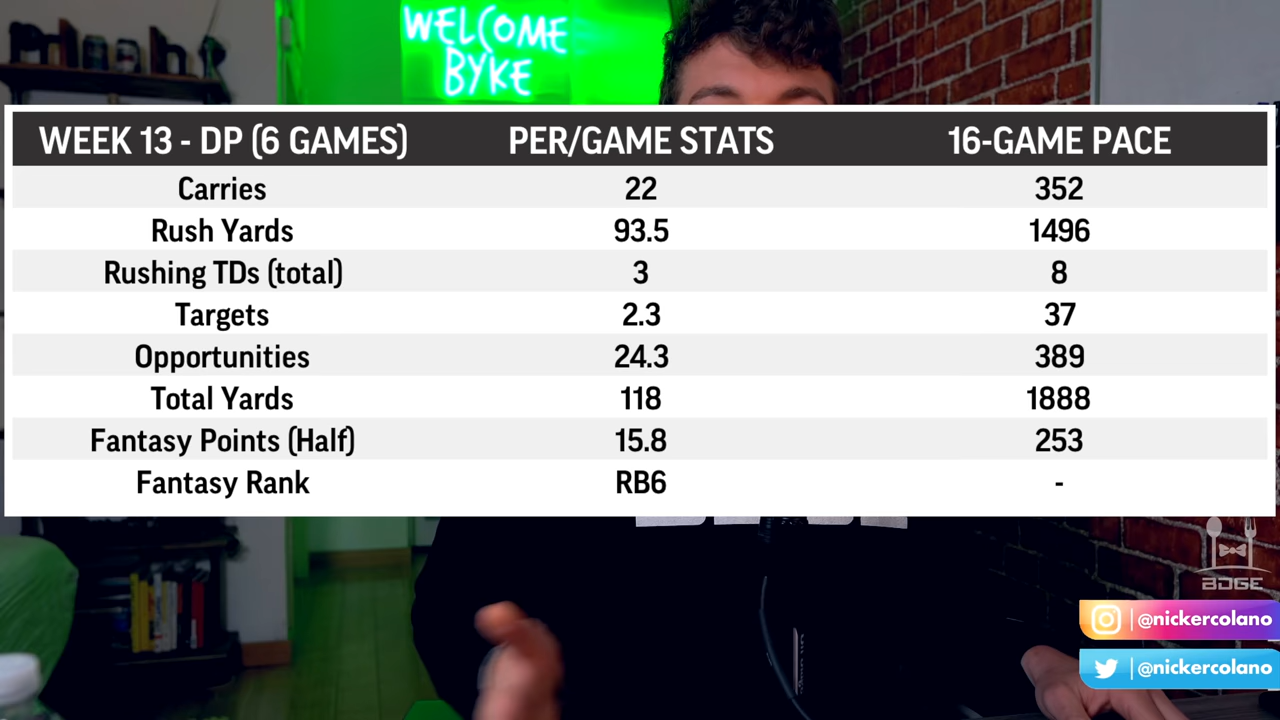 WELCOME
BYKE
WEEK 13 - DP (6 GAMES) PER/GAME STATS 16-GAME PACE
Carries 22 352
Rush Yards 93.5 1496
Rushing TDs (total) 3 8
Targets 2.3 37
Opportunities 24.3 389
Total Yards 118 1888
Fantasy Points (Half) 15.8 253
Fantasy Rank RB6 -
BDGE
@nickercolano
@nickercolano